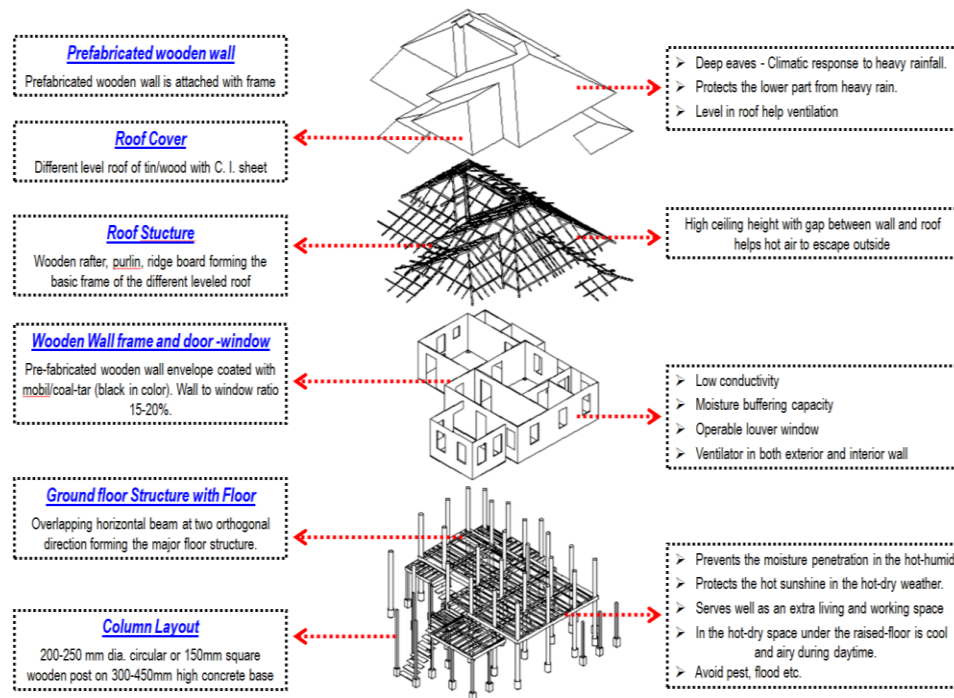 Prefabricated wooden wall
Prefabricated wooden wall is attached with frame
Roof Cover
Different level roof of tin/wood with C. I. sheet
Roof Stucture
Wooden rafter, purlin, ridge board forming the
basic frame of the different leveled roof
Wooden Wall frame and door -window
Pre-fabricated wooden wall envelope coated with
mobil/coal-tar (black in color). Wall to window ratio
15-20%.
Ground floor Structure with Floor
Overlapping horizontal beam at two orthogonal
direction forming the major floor structure.
Column Layout
200-250 mm dia. circular or 150mm square
wooden post on 300-450mm high concrete base
➢ Deep eaves - Climatic response to heavy rainfall.
➢ Protects the lower part from heavy rain.
➢ Level in roof help ventilation
High ceiling height with gap between wall and roof
helps hot air to escape outside
➢ Low conductivity
➢ Moisture buffering capacity
➢ Operable louver window
➢ Ventilator in both exterior and interior wall
➢ Prevents the moisture penetration in the hot-humid
➢ Protects the hot sunshine in the hot-dry weather.
➢ Serves well as an extra living and working space
➢ In the hot-dry space under the raised-floor is cool
and airy during daytime.
➢ Avoid pest, flood etc.